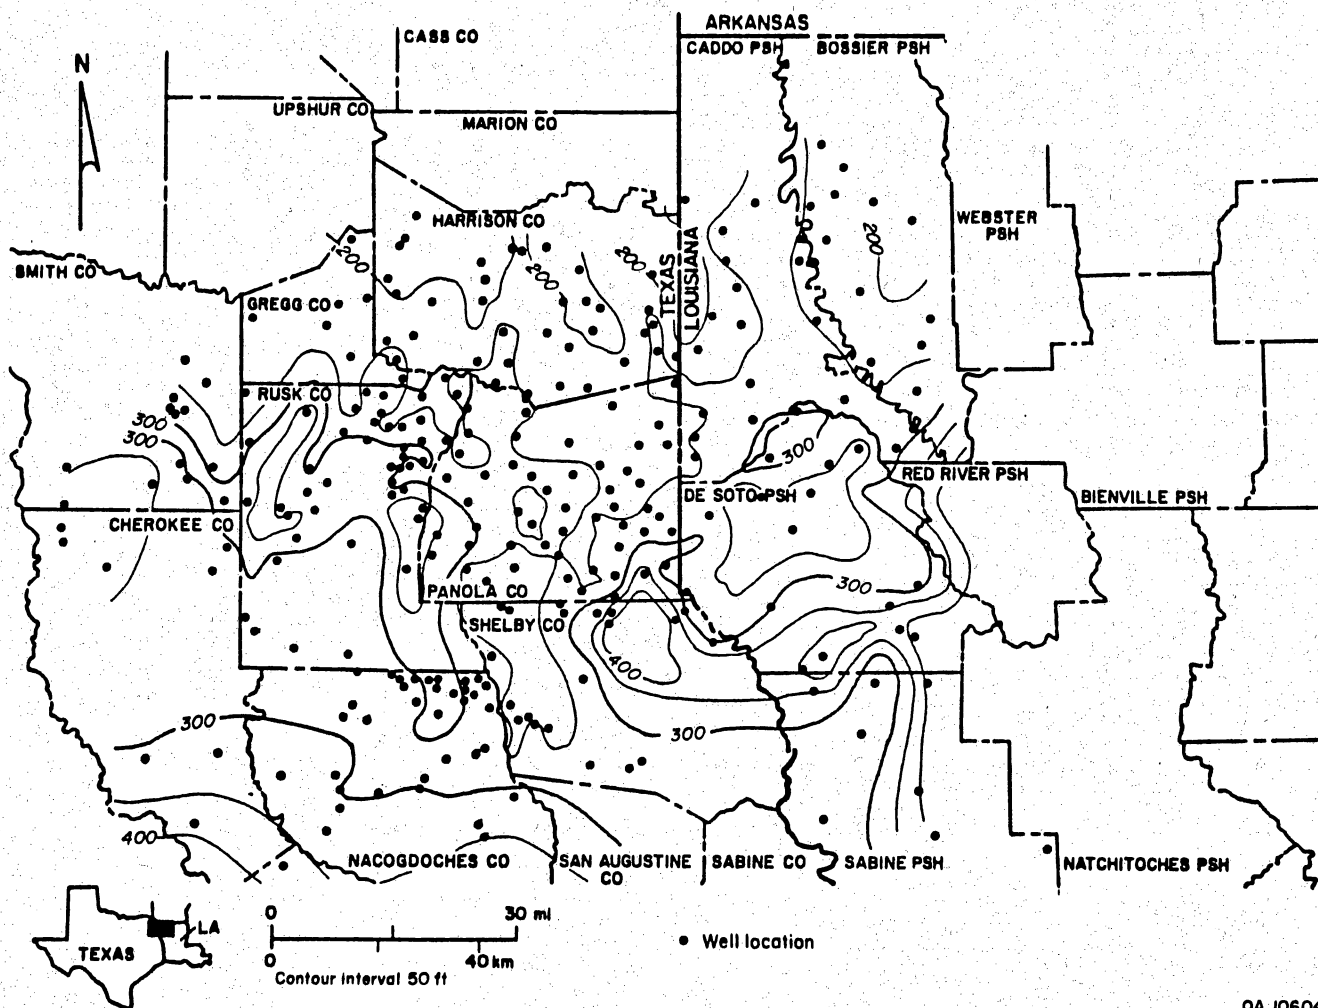 ARKANSAS
CASS CO
CADDO PSH
BOSSIER PSH
N
UPSHUR CO
MARION CO
HARRISON CO
WEBSTER
PSH
SMITH CO
200
200
200
TEXAS
LOUISIANA
200
GREGG CO
RUSK CO
300
300
300
RED RIVER PSH
DE SOTO PSH
BIENVILLE PSH
CHEROKEE CO
PANOLA CO
300
SHELBY CO
400
300
300
400
NACOGDOCHES CO
SAN AUGUSTINE
CO
SABINE CO
SABINE PSH
NATCHITOCHES PSH
LA
TEXAS
0 30 mi
0 40 km
Contour interval 50 ft
Well location